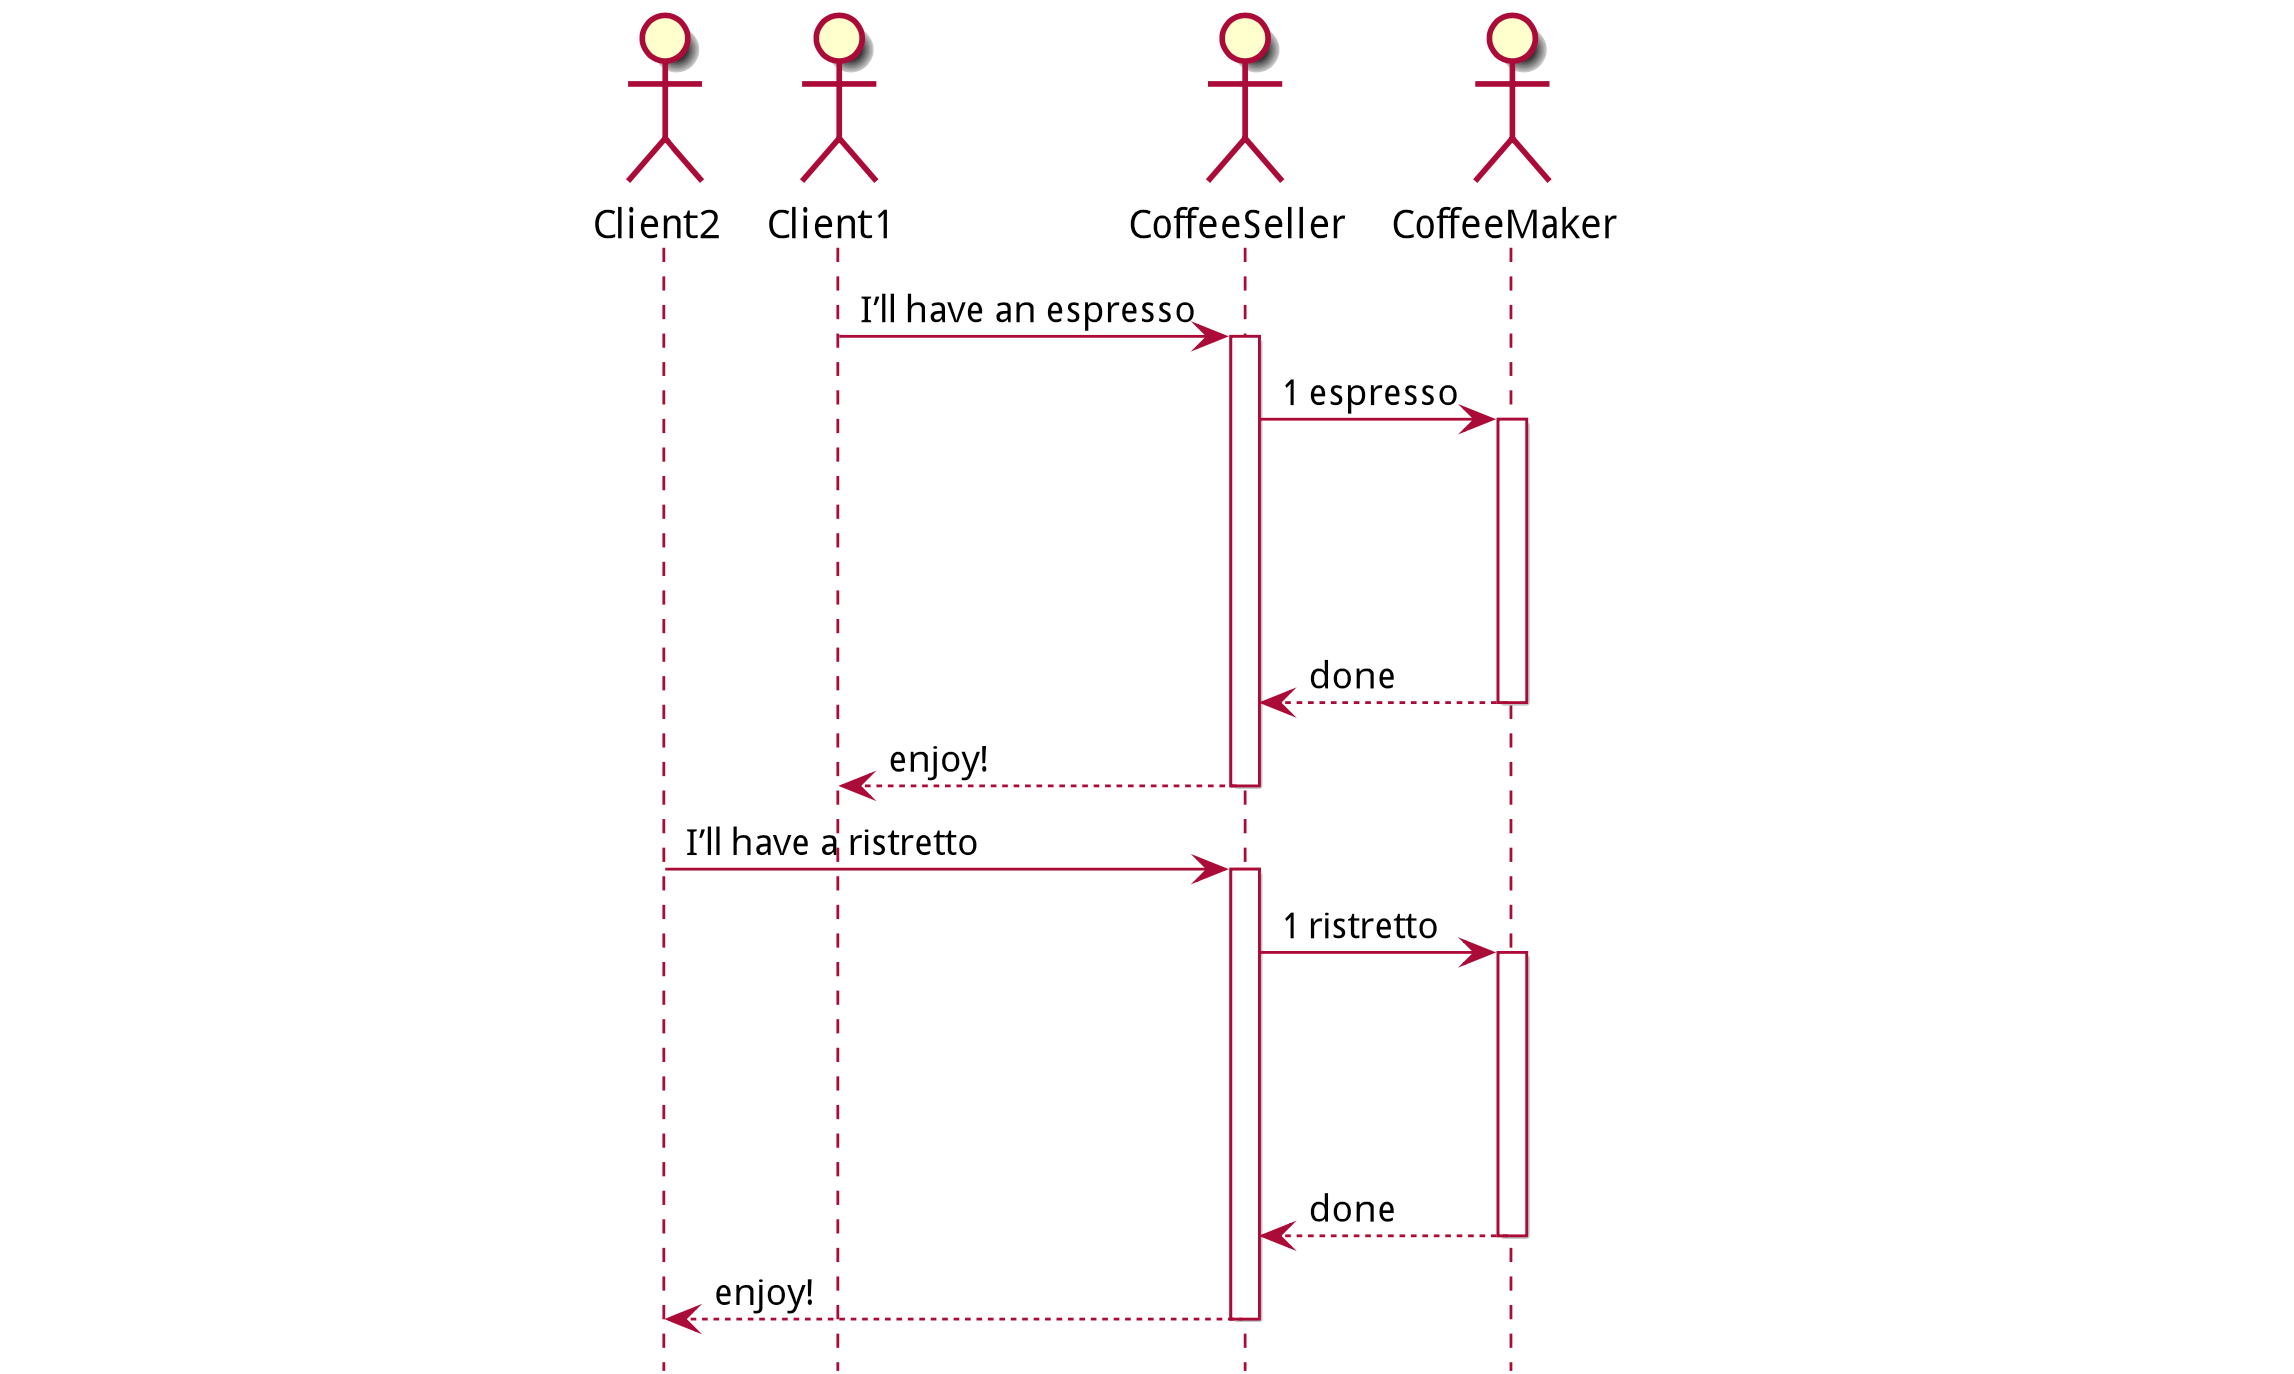 Client2
Client1
CoffeeSeller
CoffeeMaker
I’ll have an espresso
1 espresso
done
enjoy!
I’ll have a ristretto
1 ristretto
done
enjoy!